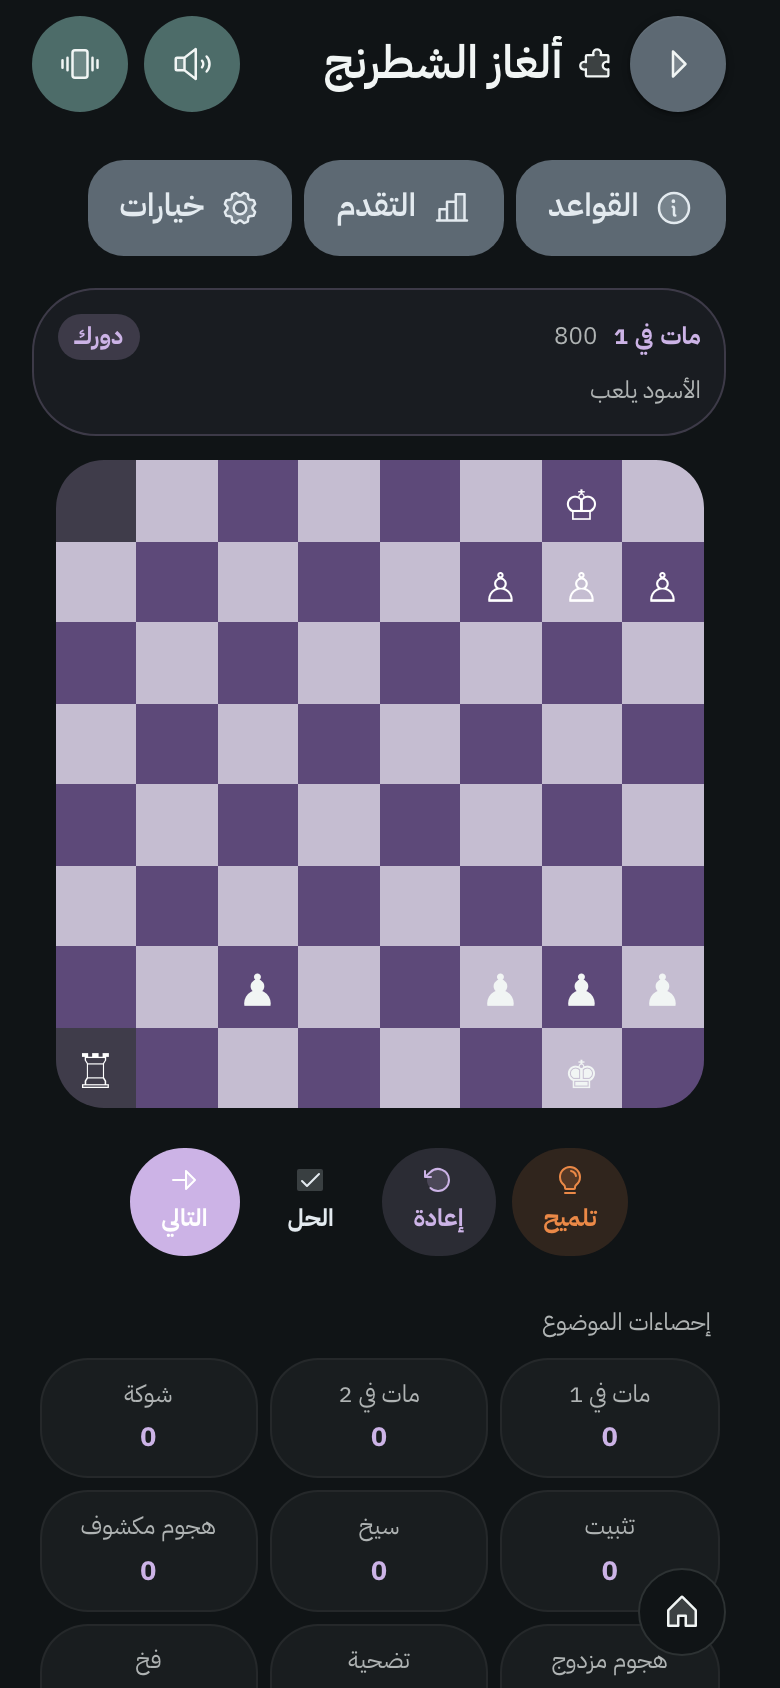 ألغاز الشطرنج
القواعد
التقدم
خيارات
مات في 1 800 دورك
الأسود يلعب
تلميح
إعادة
الحل
التالي
إحصاءات الموضوع
مات في 1
0
مات في 2
0
شوكة
0
تثبيت
0
سيخ
0
هجوم مكشوف
0
هجوم مزدوج
تضحية
فخ